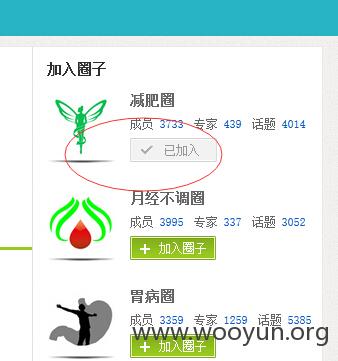 加入圈子
减肥圈
成员 3733 专家 439 话题 4014
已加入
月经不调圈
成员 3995 专家 337 话题 3052
加入圈子
胃病圈
成员 3359 专家 1259 话题 5385
www.wooyun.org
加入圈子